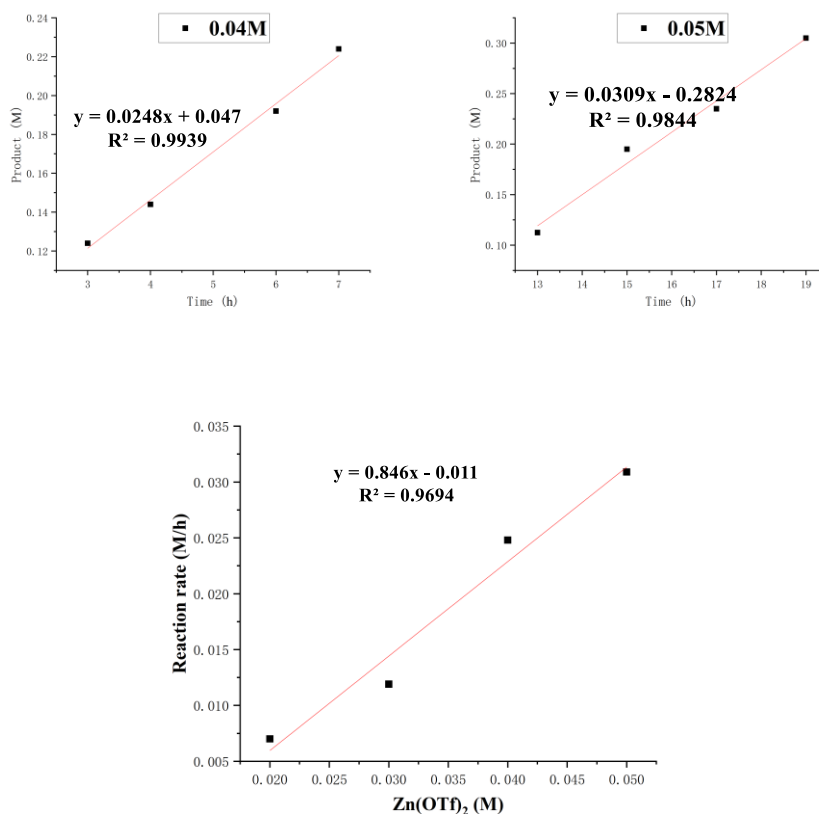 0.04M
0.24
0.22
0.20
0.18
0.16
0.14
0.12
Product (M)
y = 0.0248x + 0.047
R² = 0.9939
3 4 5 6 7
Time (h)
0.05M
0.30
0.25
0.20
0.15
0.10
Product (M)
y = 0.0309x - 0.2824
R² = 0.9844
13 14 15 16 17 18 19
Time (h)
0.035
0.030
0.025
0.020
0.015
0.010
0.005
Reaction rate (M/h)
y = 0.846x - 0.011
R² = 0.9694
0.020 0.025 0.030 0.035 0.040 0.045 0.050
Zn(OTf)₂ (M)